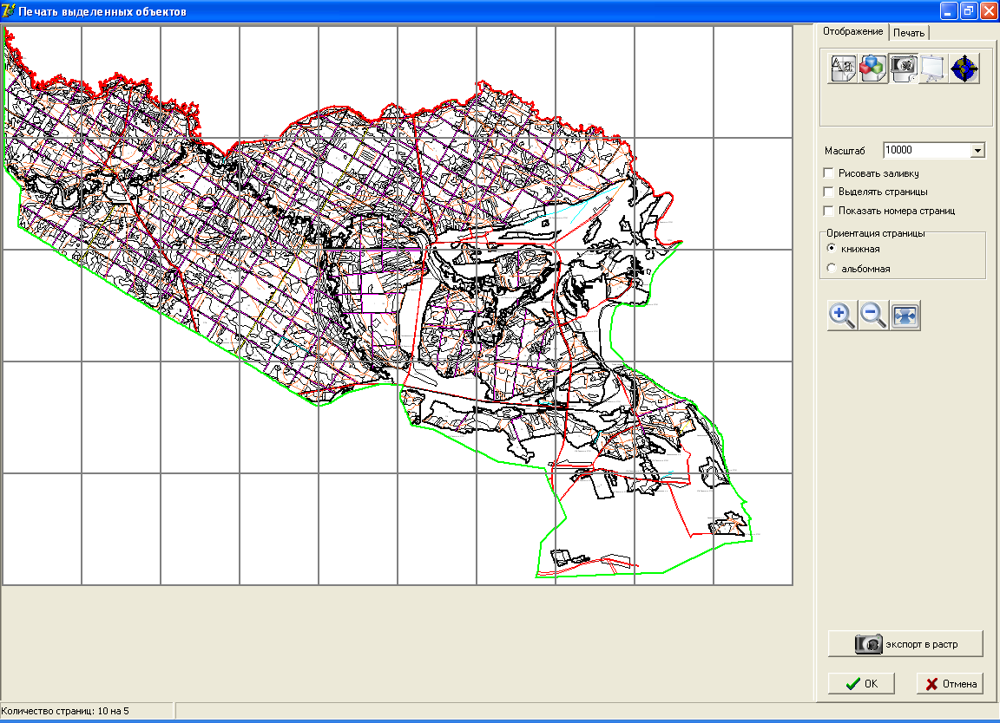 Печать выделенных объектов
Отображение
Печать
Масштаб
10000
Рисовать заливку
Выделять страницы
Показать номера страниц
Ориентация страницы
книжная
альбомная
экспорт в растр
OK
Отмена
Количество страниц: 10 на 5